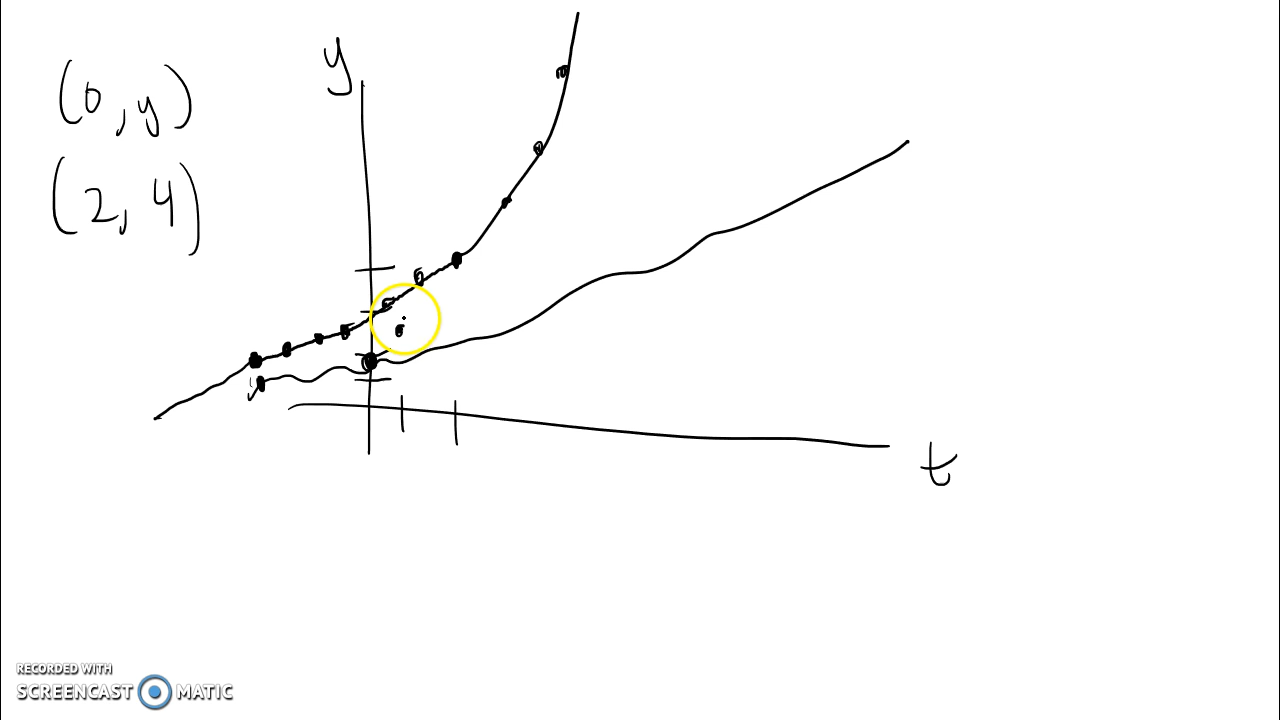 (0, y)
(2, 4)
y
t
RECORDED WITH
SCREENCAST MATIC